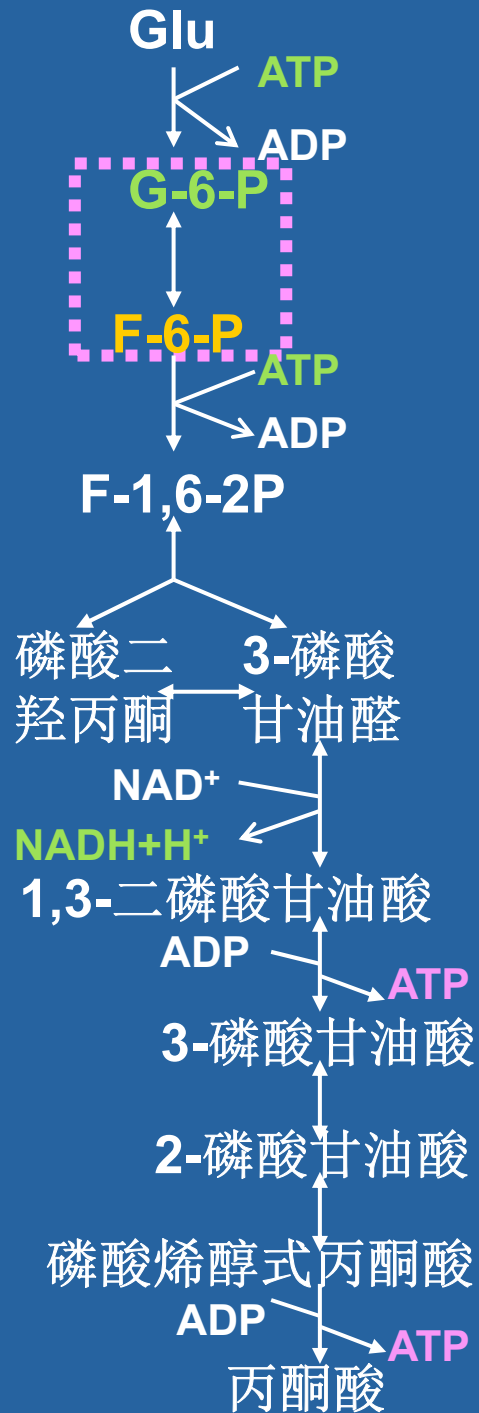 Glu
ATP
ADP
G-6-P
F-6-P
ATP
ADP
F-1,6-2P
磷酸二羟丙酮
3-磷酸甘油醛
NAD⁺
NADH+H⁺
1,3-二磷酸甘油酸
ADP
ATP
3-磷酸甘油酸
2-磷酸甘油酸
磷酸烯醇式丙酮酸
ADP
ATP
丙酮酸